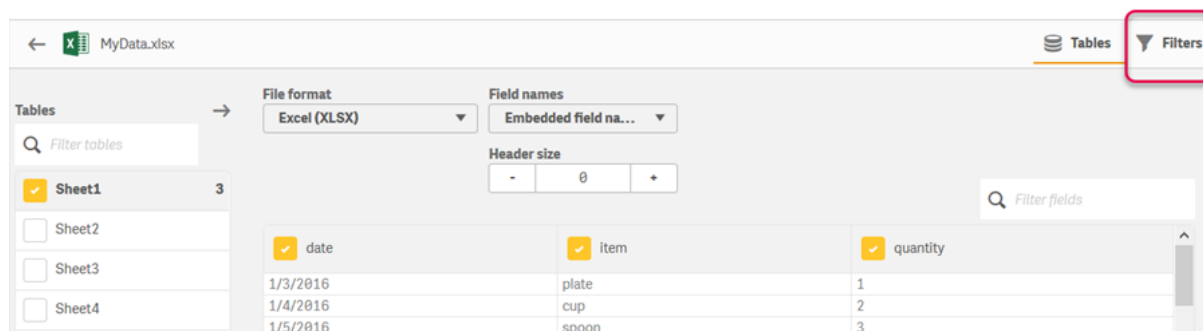 MyData.xlsx
Tables
Filters
Tables
Filter tables
Sheet1 3
Sheet2
Sheet3
Sheet4
File format
Excel (XLSX)
Field names
Embedded field na...
Header size
- 0 +
Filter fields
date item quantity
1/3/2016 plate 1
1/4/2016 cup 2
1/5/2016 spoon 3